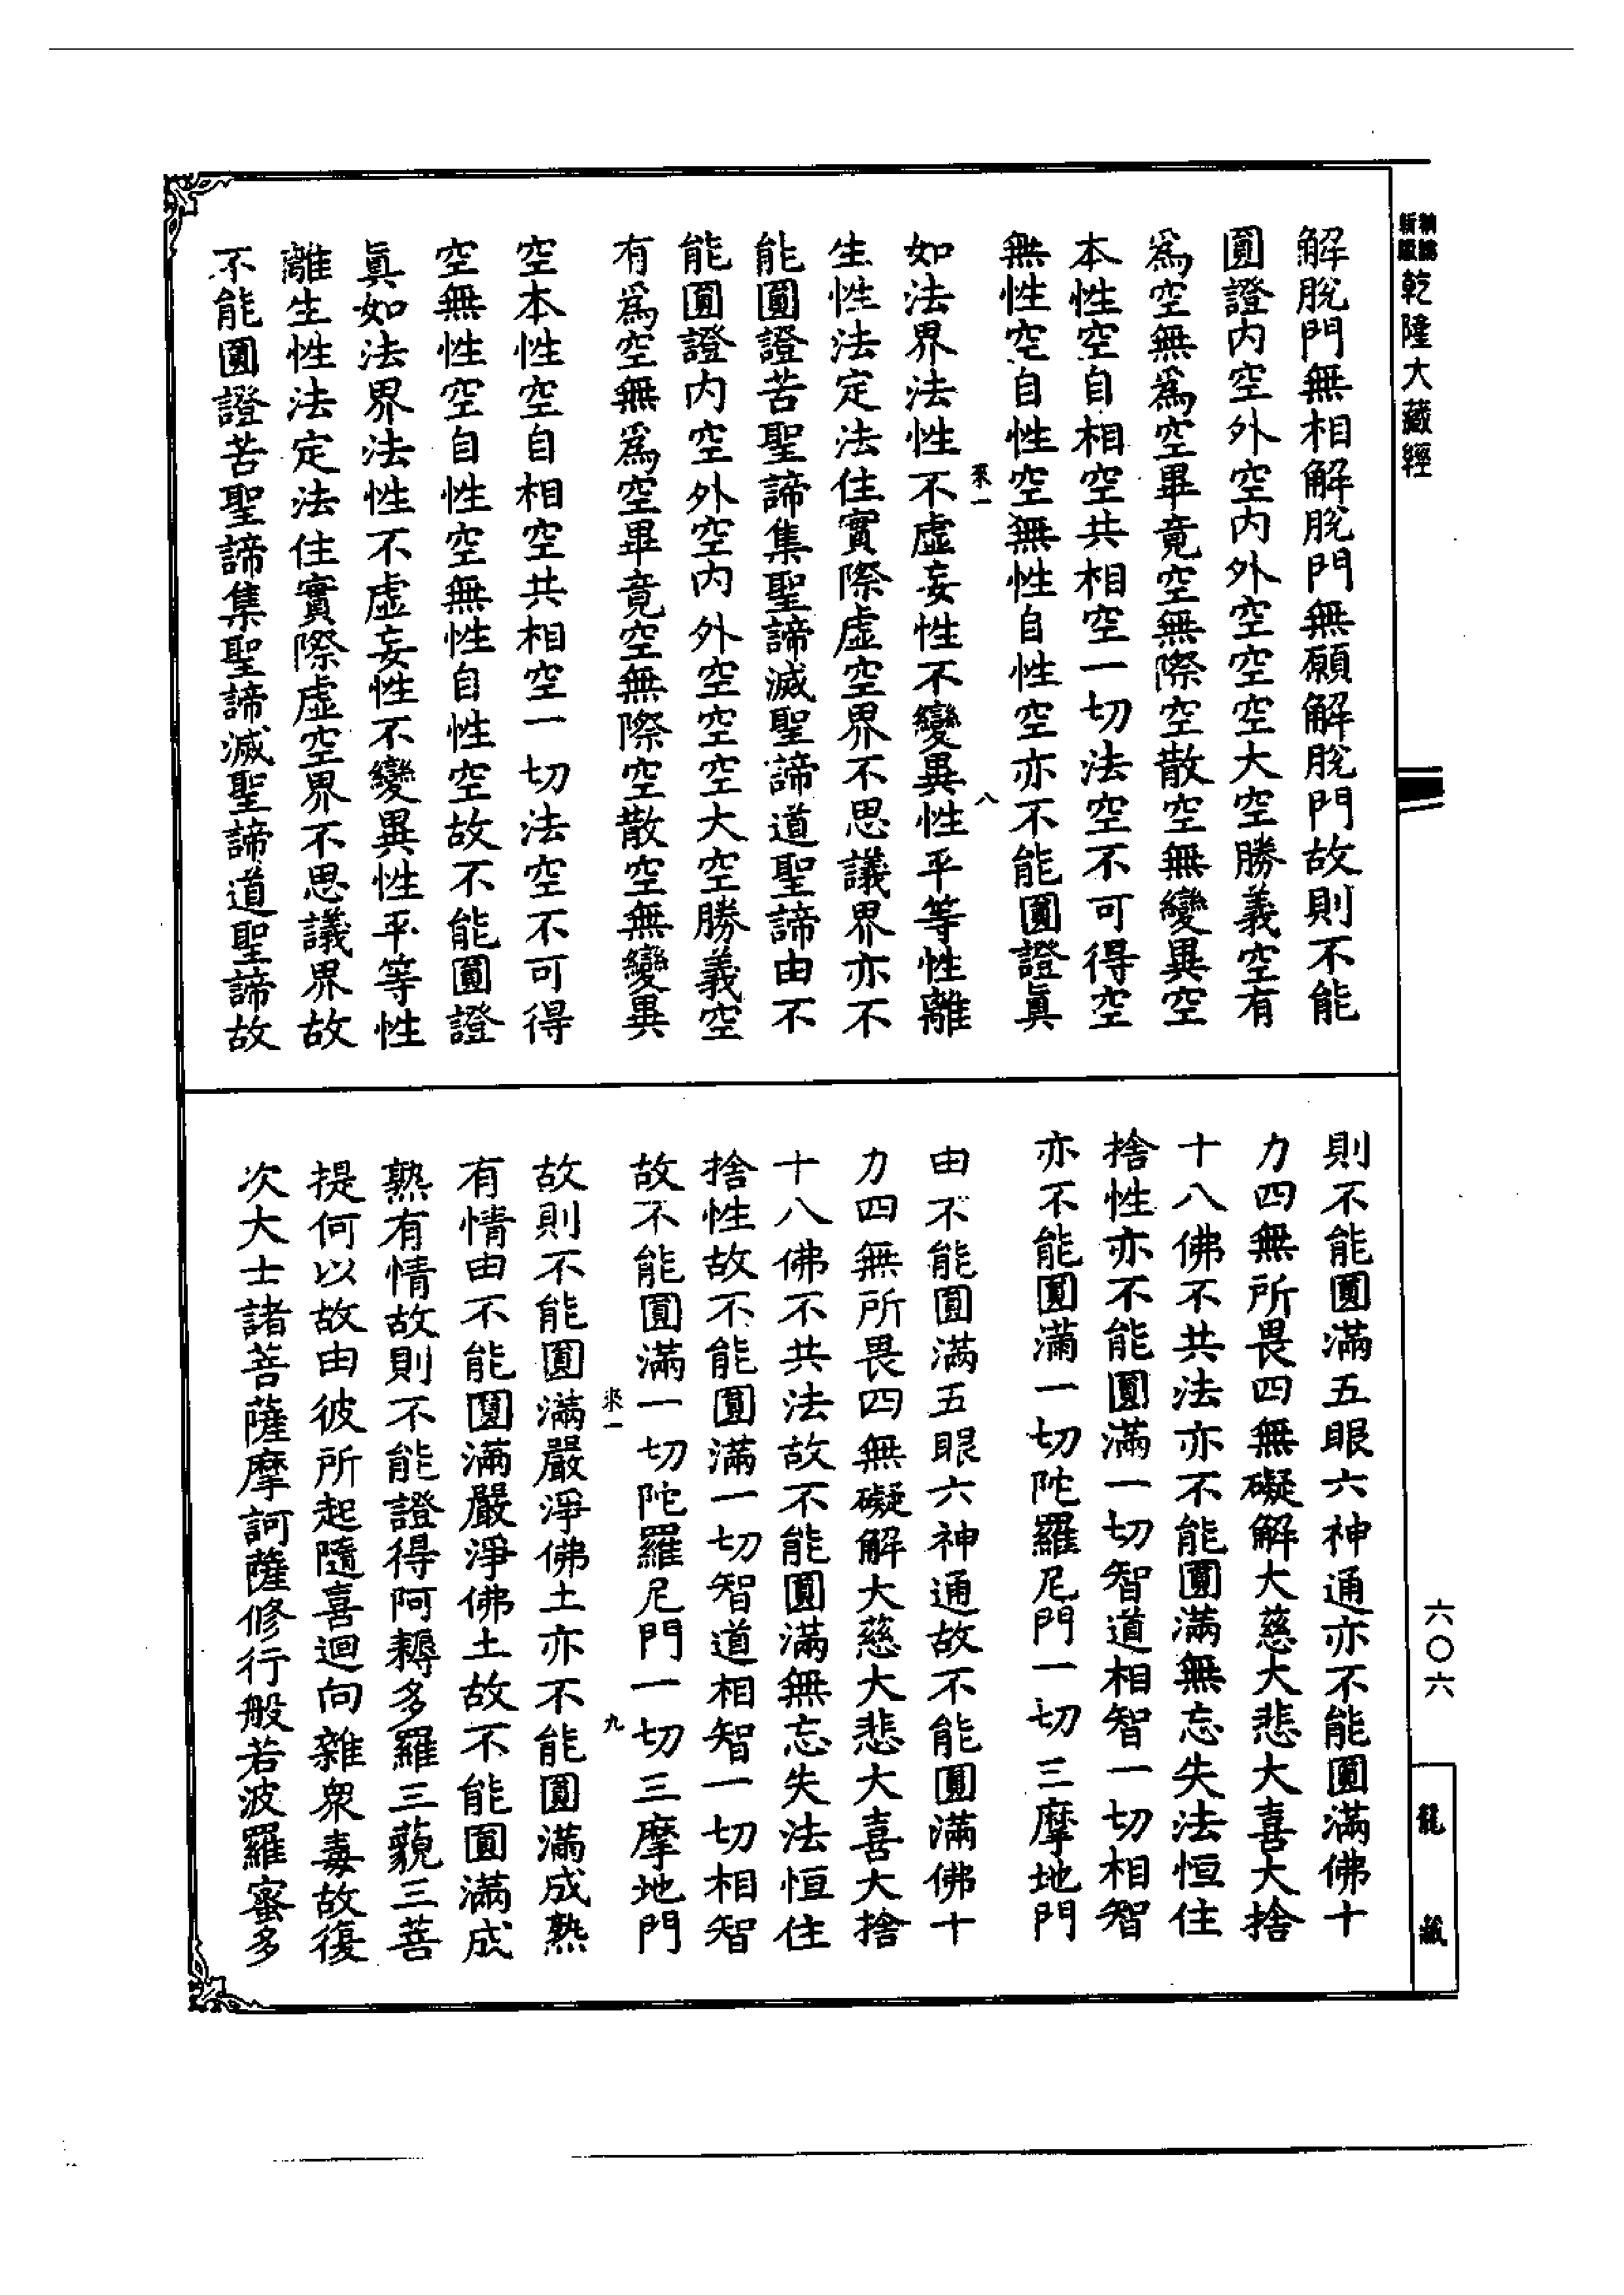 新編
縮版
乾隆大藏經
解脫門無相解脫門無願解脫門故則不能
圓證内空外空内外空空空大空勝義空有
爲空無爲空畢竟空無際空散空無變異空
本性空自相空共相空一切法空不可得空
無性空自性空無性自性空亦不能圓證眞
來一
八
如法界法性不虛妄性不變異性平等性離
生性法定法住實際虛空界不思議界亦不
能圓證苦聖諦集聖諦滅聖諦道聖諦由不
能圓證内空外空内外空空空大空勝義空
有爲空無爲空畢竟空無際空散空無變異
空本性空自相空共相空一切法空不可得
空無性空自性空無性自性空故不能圓證
眞如法界法性不虛妄性不變異性平等性
離生性法定法住實際虛空界不思議界故
不能圓證苦聖諦集聖諦滅聖諦道聖諦故
則不能圓滿五眼六神通亦不能圓滿佛十
力四無所畏四無礙解大慈大悲大喜大捨
十八佛不共法亦不能圓滿無忘失法恒住
捨性亦不能圓滿一切智道相智一切相智
亦不能圓滿一切陀羅尼門一切三摩地門
由不能圓滿五眼六神通故不能圓滿佛十
力四無所畏四無礙解大慈大悲大喜大捨
十八佛不共法故不能圓滿無忘失法恒住
捨性故不能圓滿一切智道相智一切相智
故不能圓滿一切陀羅尼門一切三摩地門
來一
九
故則不能圓滿嚴淨佛土亦不能圓滿成熟
有情由不能圓滿嚴淨佛土故不能圓滿成
熟有情故則不能證得阿耨多羅三藐三菩
提何以故由彼所起隨喜迴向雜衆毒故復
次大士諸菩薩摩訶薩修行般若波羅蜜多
六〇六
龍藏